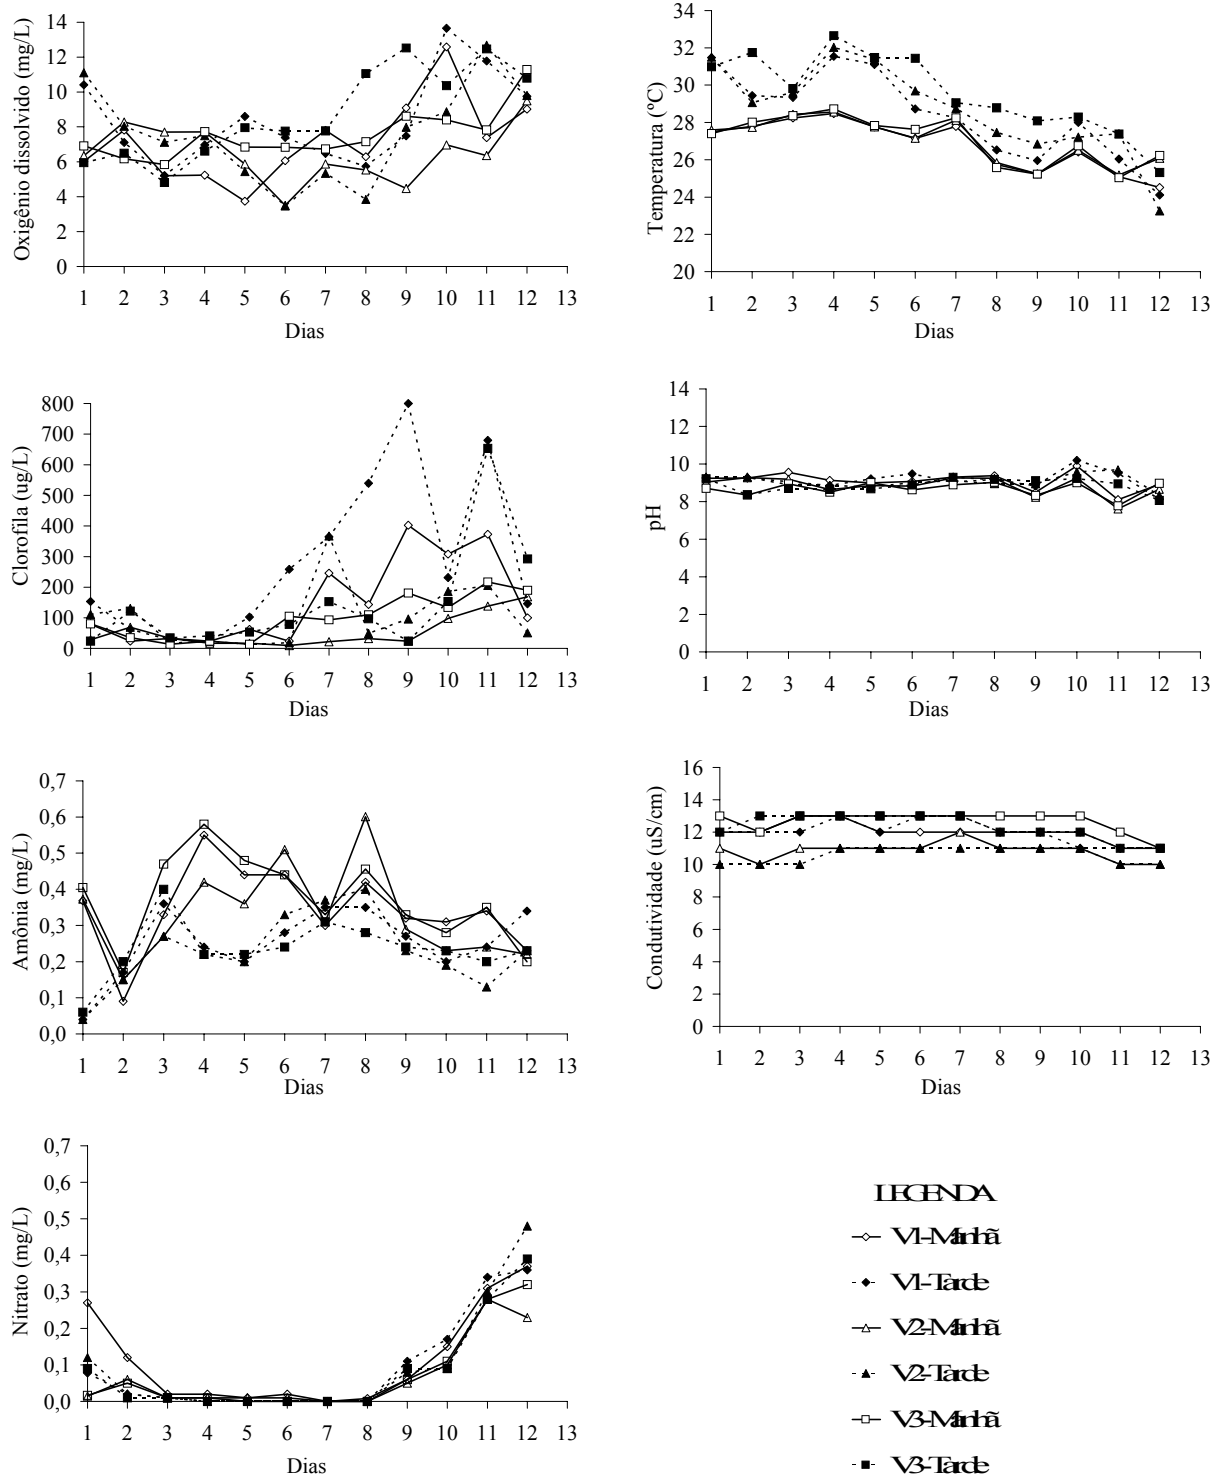 Oxigênio dissolvido (mg/L)
14
12
10
8
6
4
2
0
1 2 3 4 5 6 7 8 9 10 11 12 13
Dias
Temperatura (ºC)
34
32
30
28
26
24
22
20
1 2 3 4 5 6 7 8 9 10 11 12 13
Dias
Clorofila (ug/L)
800
700
600
500
400
300
200
100
0
1 2 3 4 5 6 7 8 9 10 11 12 13
Dias
pH
14
12
10
8
6
4
2
0
1 2 3 4 5 6 7 8 9 10 11 12 13
Dias
Amônia (mg/L)
0,7
0,6
0,5
0,4
0,3
0,2
0,1
0,0
1 2 3 4 5 6 7 8 9 10 11 12 13
Dias
Condutividade (uS/cm)
16
14
12
10
8
6
4
2
0
1 2 3 4 5 6 7 8 9 10 11 12 13
Dias
Nitrato (mg/L)
0,7
0,6
0,5
0,4
0,3
0,2
0,1
0,0
1 2 3 4 5 6 7 8 9 10 11 12 13
Dias
LEGENDA
V1-Manhã
V1-Tarde
V2-Manhã
V2-Tarde
V3-Manhã
V3-Tarde